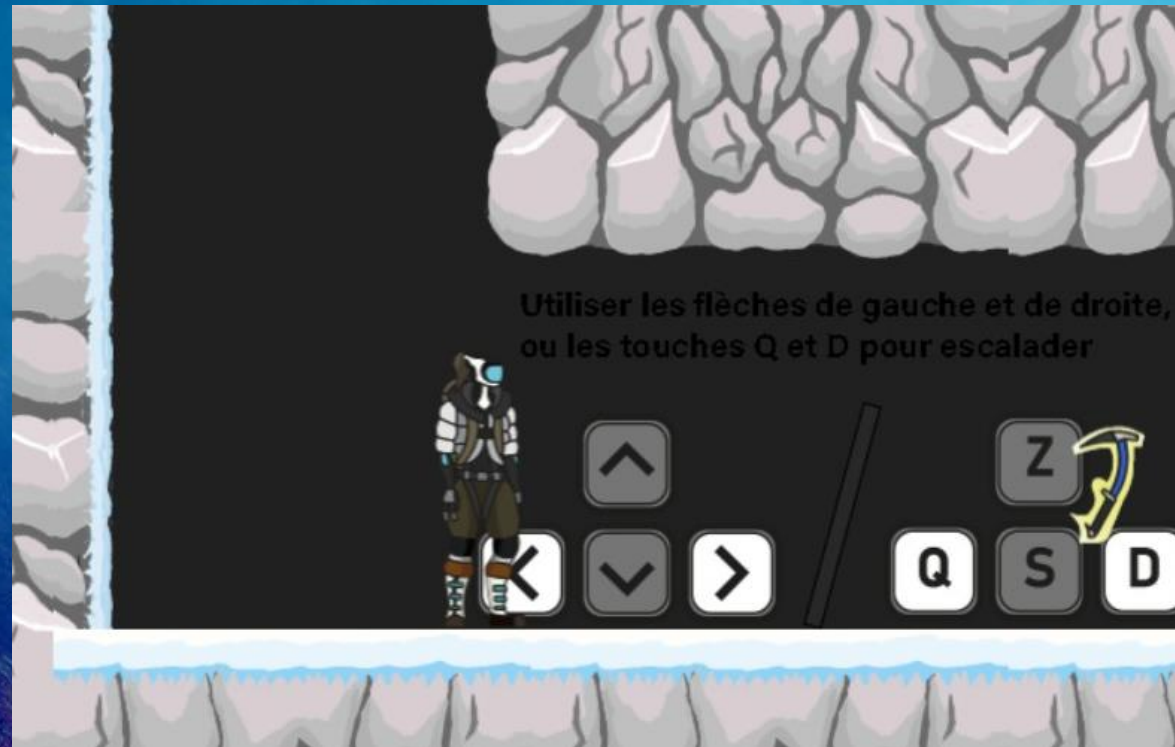 Utiliser les flèches de gauche et de droite,
ou les touches Q et D pour escalader
Z
Q S D